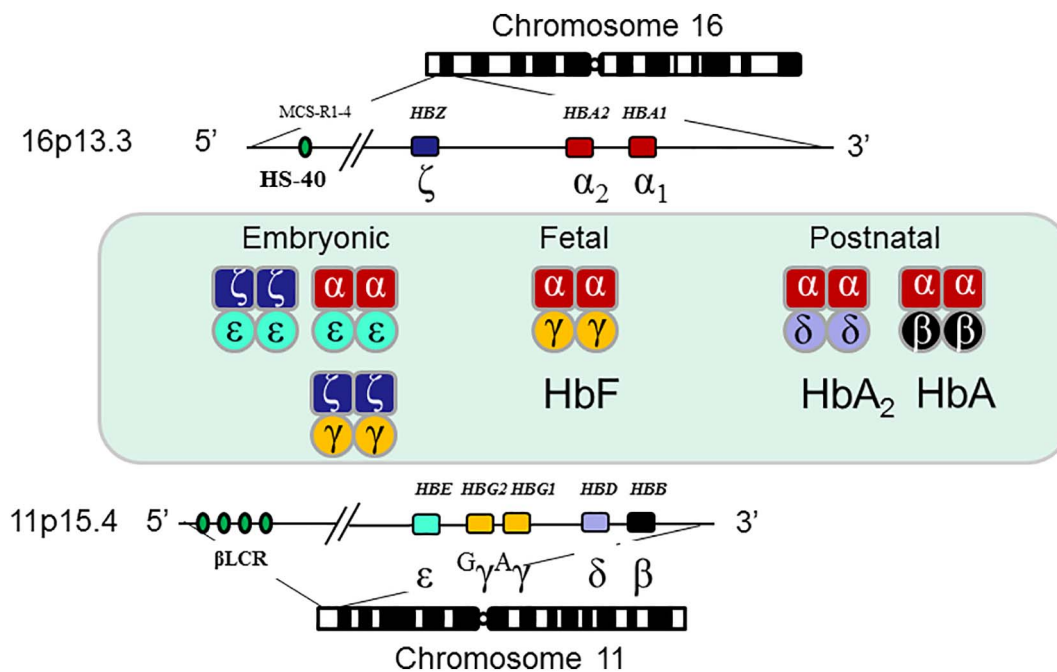 Chromosome 16
MCS-R1-4 HBZ HBA2 HBA1
16p13.3 5’ 3’
HS-40 ζ α2 α1
Embryonic Fetal Postnatal
ζ ζ α α α α α α α α
ε ε ε ε γ γ δ δ β β
ζ ζ HbF HbA2 HbA
γ γ
HBE HBG2 HBG1 HBD HBB
11p15.4 5’ 3’
βLCR ε Gγ Aγ δ β
Chromosome 11